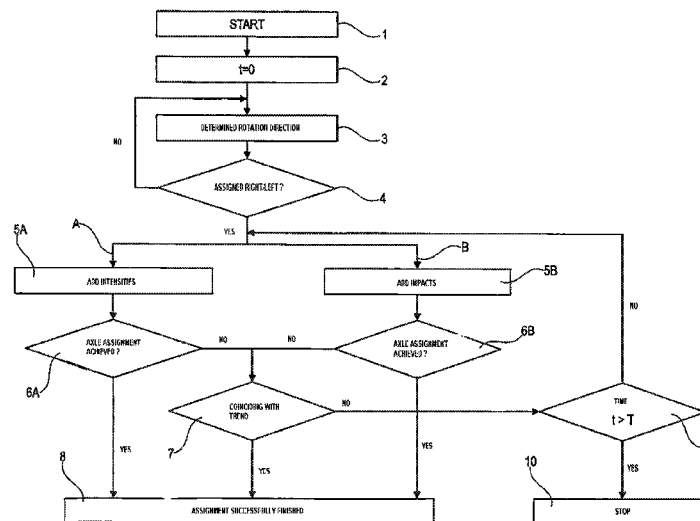 START
1
t=0
2
DETERMINED ROTATION DIRECTION
3
NO
ASSIGNED RIGHT-LEFT ?
4
YES
A
B
5A
ADD INTENSITIES
ADD IMPACTS
5B
NO
AXLE ASSIGNMENT
ACHIEVED ?
NO
NO
AXLE ASSIGNMENT
ACHIEVED ?
6B
6A
COINCIDING WITH
TREND
NO
TIME
t > T
7
YES
YES
YES
YES
8
ASSIGNMENT SUCCESSFULLY FINISHED
10
STOP